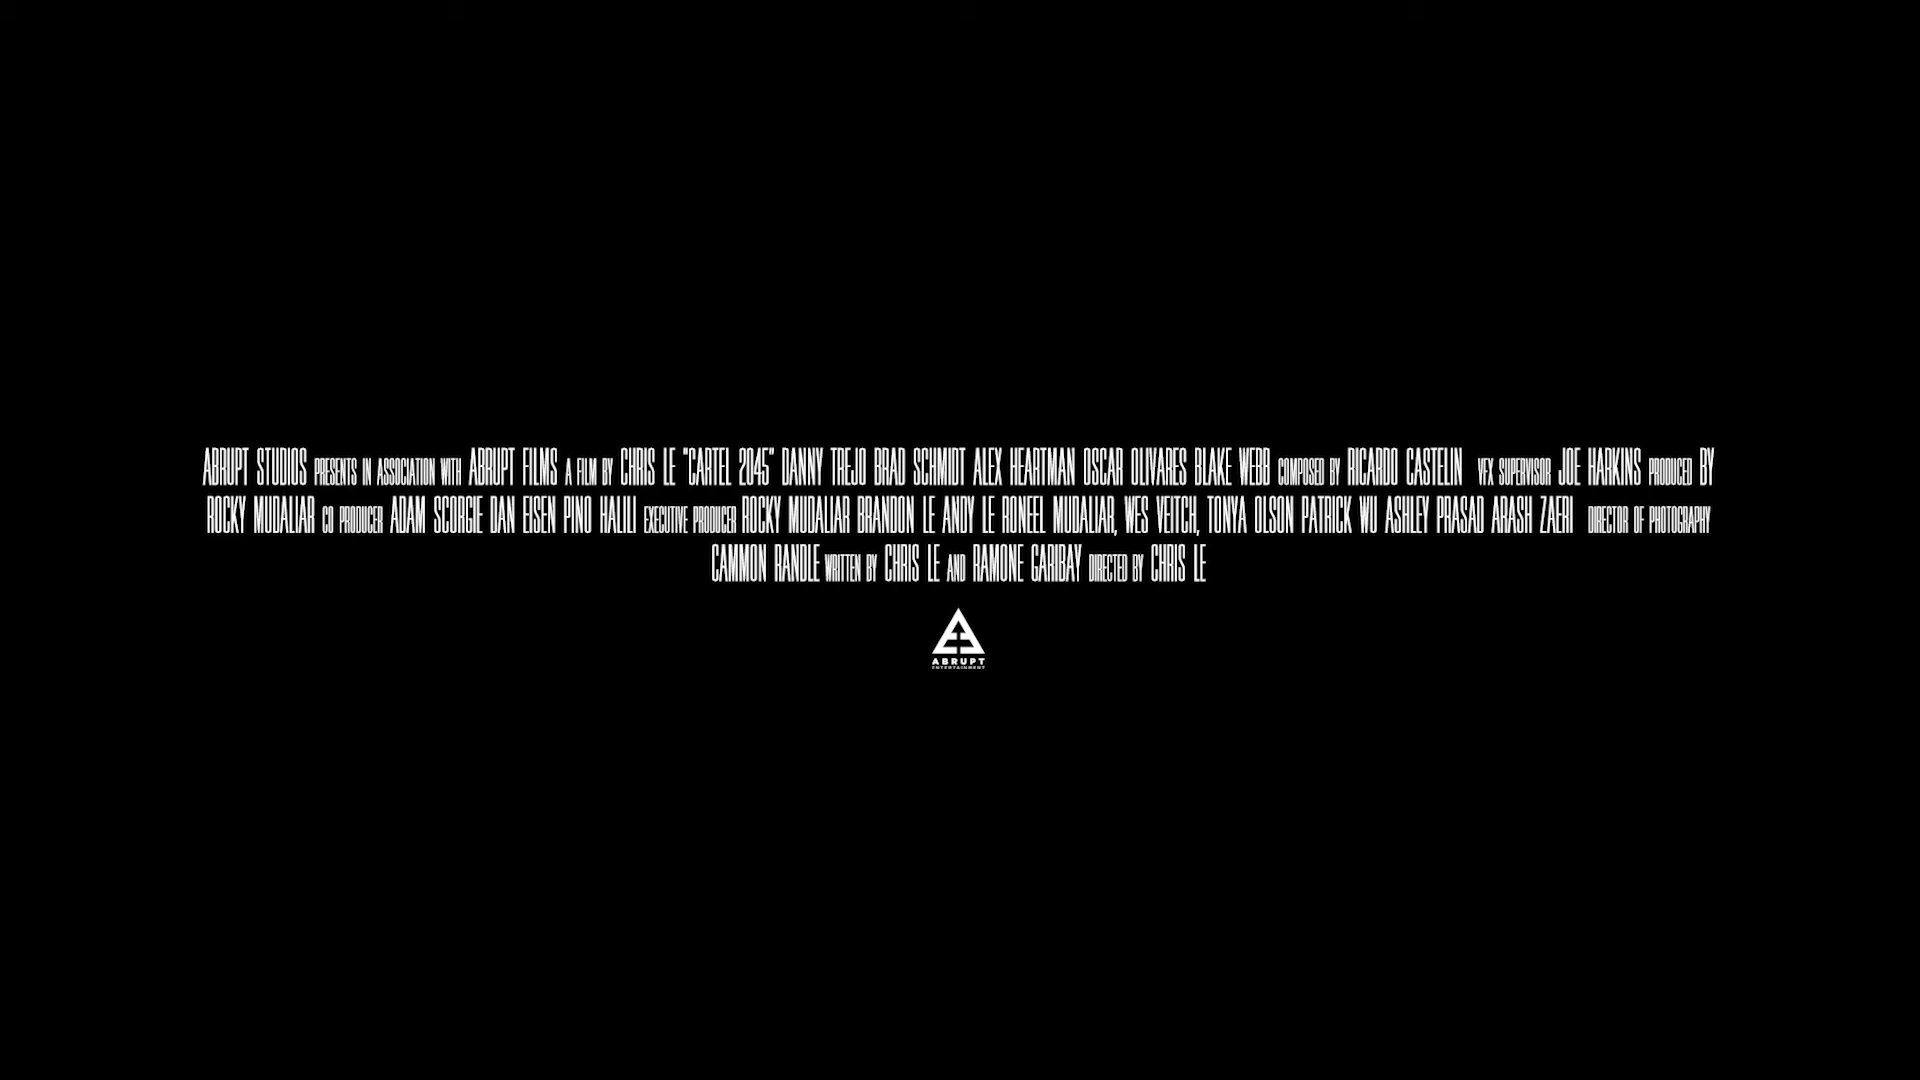 ABRUPT STUDIOS PRESENTS IN ASSOCIATION WITH ABRUPT FILMS A FILM BY CHRIS LE "CARTEL 2045" DANNY TREJO BRAD SCHMIDT ALEX HEARTMAN OSCAR OLIVARES BLAKE WEBB COMPOSED BY RICARDO CASTELIN VFX SUPERVISOR JOE HARKINS PRODUCED BY
ROCKY MUDALIAR CO PRODUCER ADAM SCORGIE DAN EISEN PINO HALILI EXECUTIVE PRODUCER ROCKY MUDALIAR BRANDON LE ANDY LE RONEEL MUDALIAR, WES VEITCH, TONYA OLSON PATRICK WU ASHLEY PRASAD ARASH ZAERI DIRECTOR OF PHOTOGRAPHY
CAMMON RANDLE WRITTEN BY CHRIS LE AND RAMONE GARIBAY DIRECTED BY CHRIS LE
ABRUPT
ENTERTAINMENT